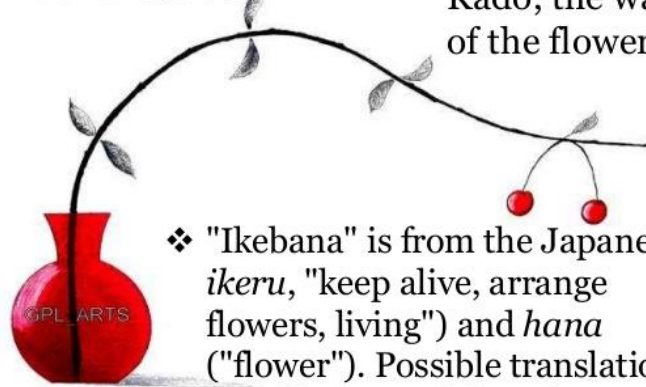 of the flower
❖ "Ikebana" is from the Japane
ikeru, "keep alive, arrange
flowers, living") and hana
("flower"). Possible translatio
GPL_ARTS